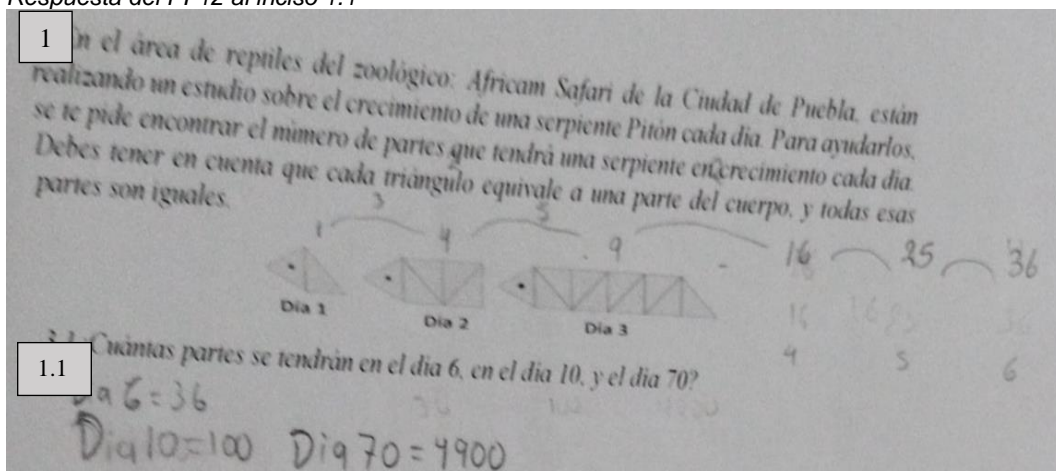 Respuesta del PT12 al inciso 1.1
1
En el área de reptiles del zoológico: Africam Safari de la Ciudad de Puebla, están
realizando un estudio sobre el crecimiento de una serpiente Pitón cada día. Para ayudarlos,
se te pide encontrar el número de partes que tendrá una serpiente en crecimiento cada día.
Debes tener en cuenta que cada triángulo equivale a una parte del cuerpo, y todas esas
partes son iguales.
3 5
1 4 9 16 25 36
Día 1 Día 2 Día 3
4 5 6
1.1
¿Cuántas partes se tendrán en el día 6, en el día 10, y el día 70?
Dia 6 = 36
Dia 10 = 100 Dia 70 = 4900